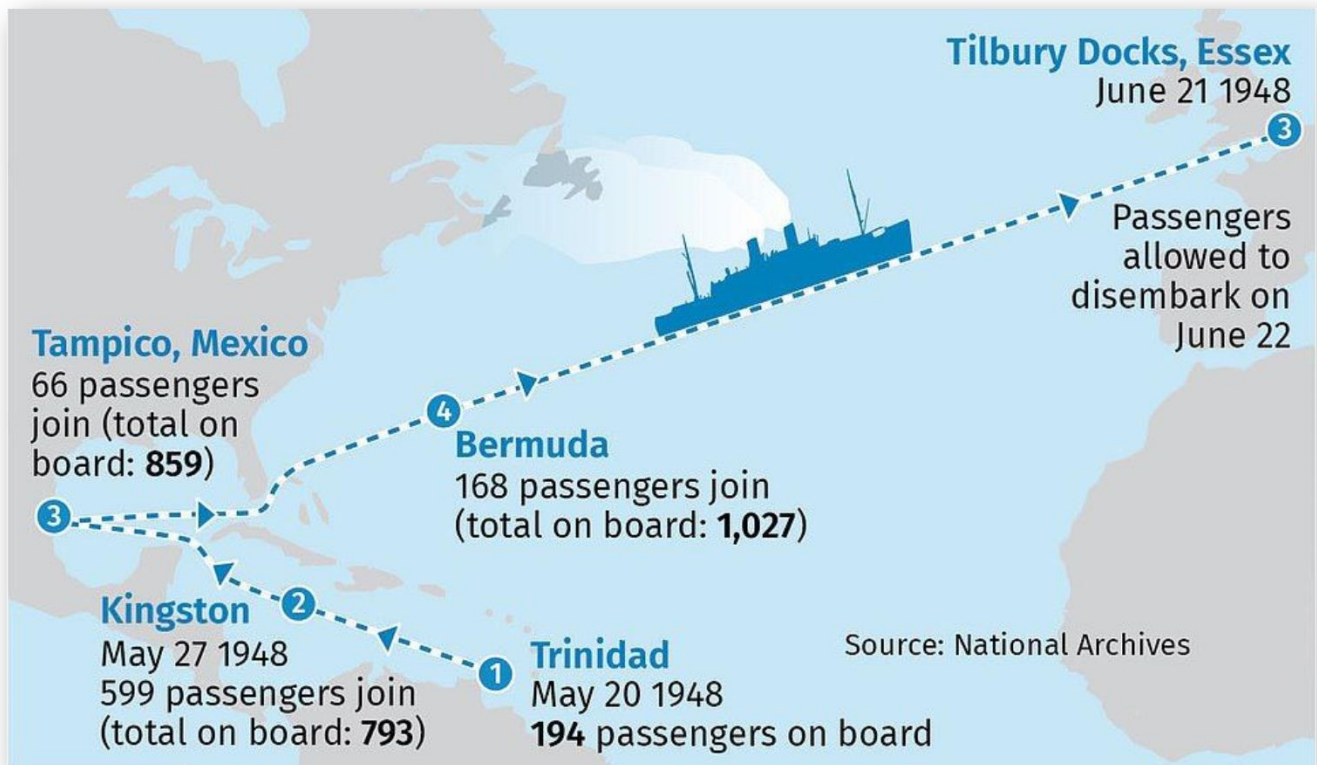 Tilbury Docks, Essex
June 21 1948
3
Passengers
allowed to
disembark on
June 22
Tampico, Mexico
66 passengers
join (total on
board: 859)
3
4
Bermuda
168 passengers join
(total on board: 1,027)
Kingston
2
May 27 1948
599 passengers join
(total on board: 793)
1
Trinidad
May 20 1948
194 passengers on board
Source: National Archives